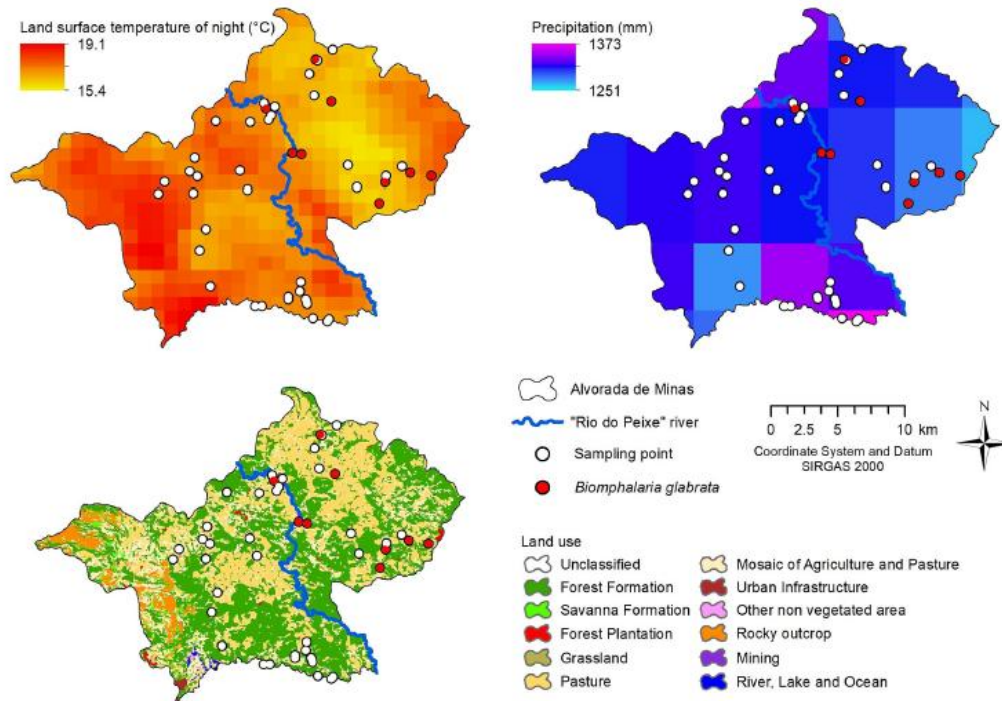 Land surface temperature of night (°C)
19.1
15.4
Precipitation (mm)
1373
1251
Alvorada de Minas
"Rio do Peixe" river
Sampling point
Biomphalaria glabrata
0 2.5 5 10 km
Coordinate System and Datum
SIRGAS 2000
N
Land use
Unclassified
Forest Formation
Savanna Formation
Forest Plantation
Grassland
Pasture
Mosaic of Agriculture and Pasture
Urban Infrastructure
Other non vegetated area
Rocky outcrop
Mining
River, Lake and Ocean